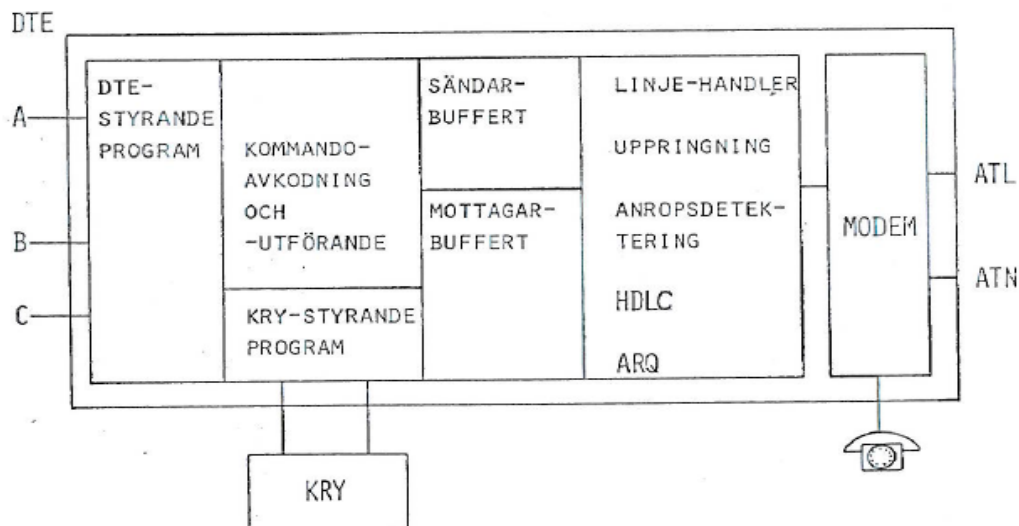 DTE
DTE-
STYRANDE
PROGRAM
A
B
C
KOMMANDO-
AVKODNING
OCH
-UTFÖRANDE
KRY-STYRANDE
PROGRAM
SÄNDAR-
BUFFERT
MOTTAGAR-
BUFFERT
LINJE-HANDLER
UPPRINGNING
ANROPSDETEK-
TERING
HDLC
ARQ
MODEM
ATL
ATN
KRY